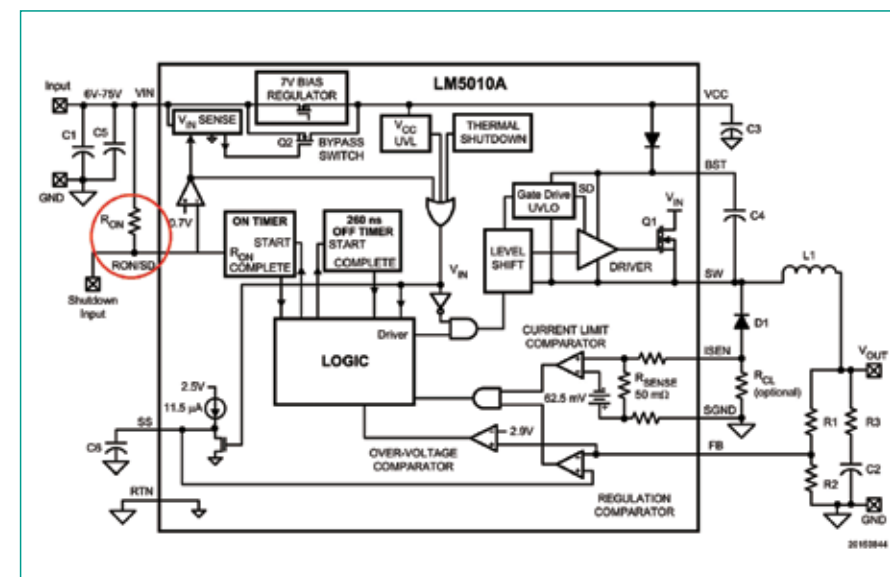 LM5010A
7V BIAS
REGULATOR
Input
6V-75V
VIN
VCC
VIN SENSE
Q2
BYPASS
SWITCH
VCC
UVL
THERMAL
SHUTDOWN
C1
C5
C3
GND
BST
0.7V
Gate Drive
UVLO
SD
VIN
Q1
C4
RON
ON TIMER
START
RON
COMPLETE
260 ns
OFF TIMER
START
COMPLETE
LEVEL
SHIFT
DRIVER
SW
L1
RON/SD
VIN
Shutdown
Input
Driver
LOGIC
CURRENT LIMIT
COMPARATOR
D1
ISEN
VOUT
2.5V
11.5 µA
62.5 mV
RSENSE
50 mΩ
RCL
(optional)
SS
SGND
R1
R3
C6
2.9V
OVER-VOLTAGE
COMPARATOR
FB
R2
C2
RTN
REGULATION
COMPARATOR
GND
20153844